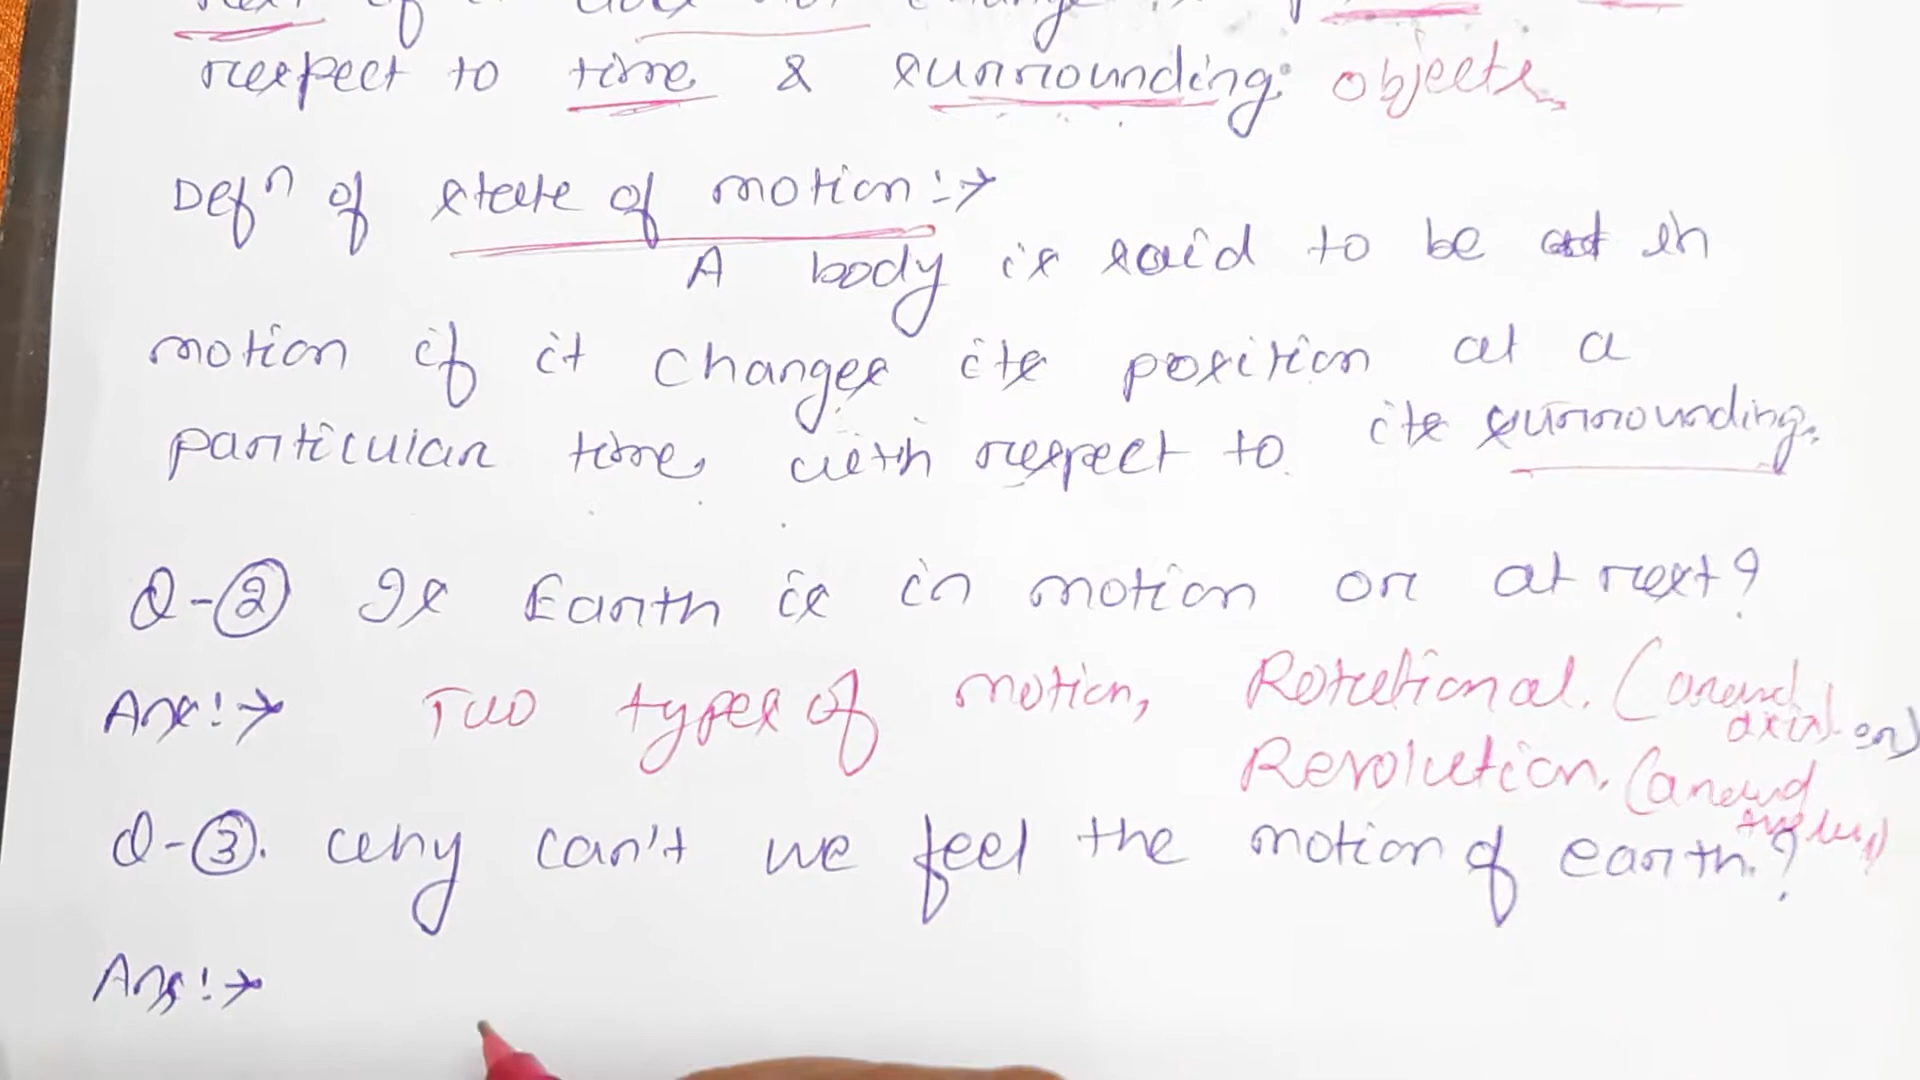 respect to time & surrounding objects,
Defⁿ of state of motion:→
A body is said to be in
motion if it changes its position at a
particular time, with respect to its surrounding.
Q-② Is Earth is in motion or at rest?
Ans:→ Two types of motion, Rotational. (around
Revolution. (around
Q-③. Why can't we feel the motion of earth.?
Ans:→